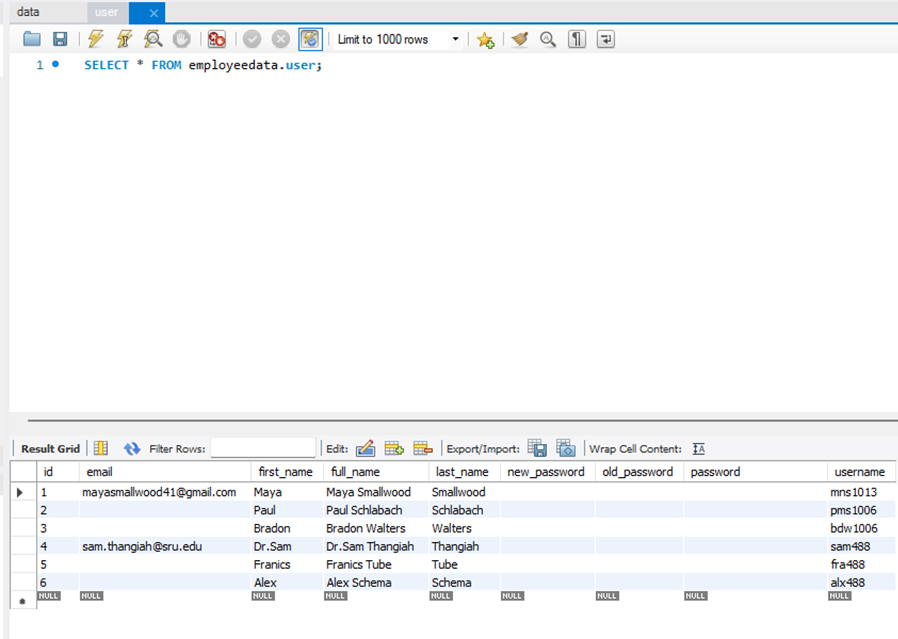 data user
Limit to 1000 rows
1 SELECT * FROM employeedata.user;
Result Grid Filter Rows: Edit: Export/Import: Wrap Cell Content:
id email first_name full_name last_name new_password old_password password username
1 mayasmallwood41@gmail.com Maya Maya Smallwood Smallwood mns1013
2 Paul Paul Schlabach Schlabach pms1006
3 Bradon Bradon Walters Walters bdw1006
4 sam.thangiah@sru.edu Dr.Sam Dr.Sam Thangiah Thangiah sam488
5 Franics Franics Tube Tube fra488
6 Alex Alex Schema Schema alx488
NULL NULL NULL NULL NULL NULL NULL NULL NULL